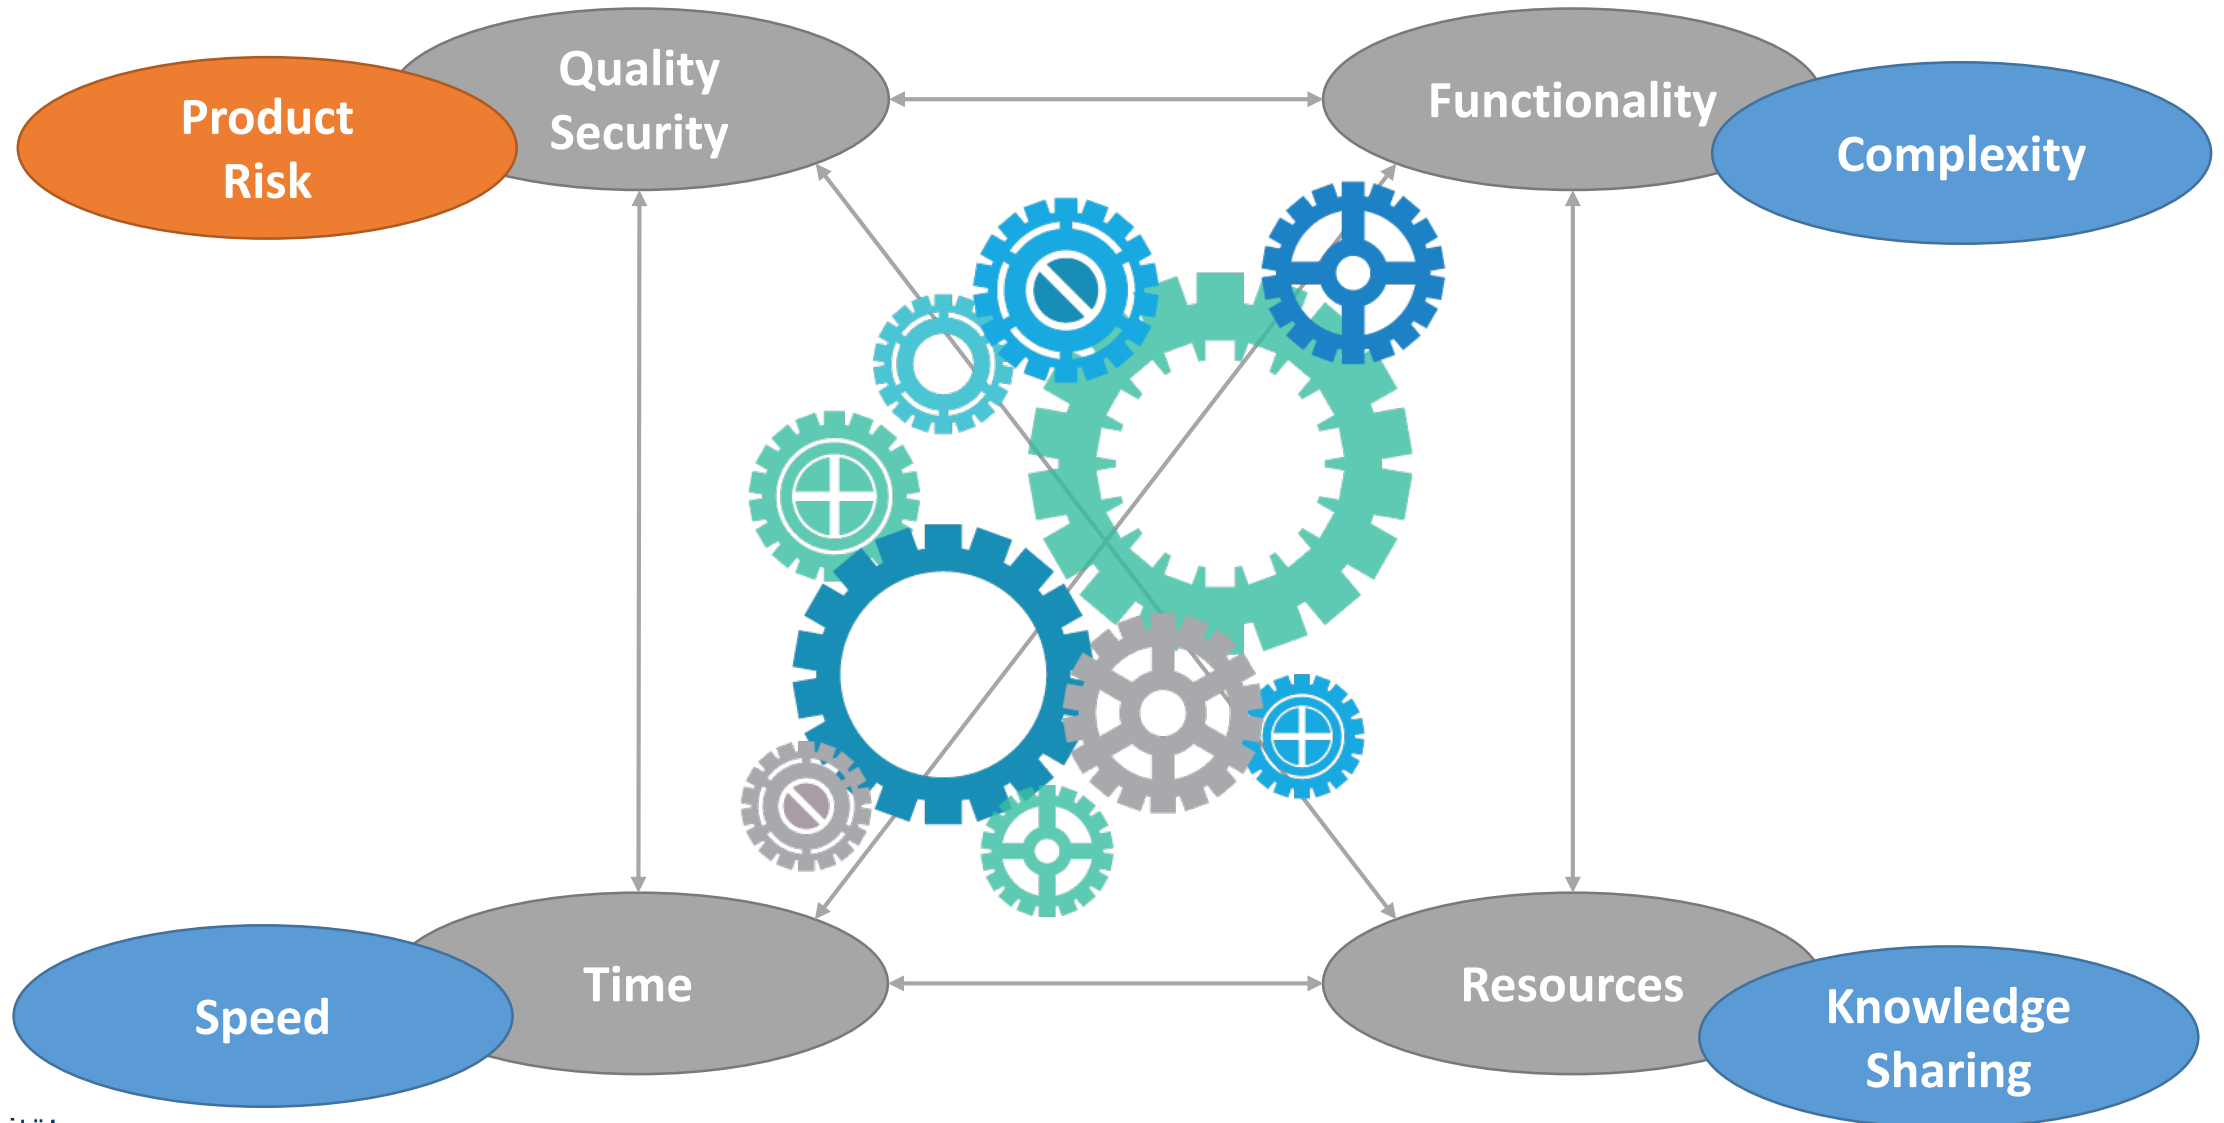 Quality
Security
Product
Risk
Functionality
Complexity
Time
Speed
Resources
Knowledge
Sharing